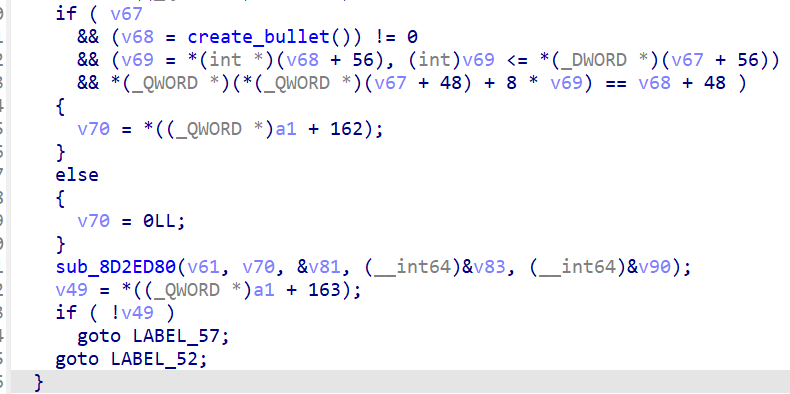 if ( v67
&& (v68 = create_bullet()) != 0
&& (v69 = *(int *)(v68 + 56), (int)v69 <= *(_DWORD *)(v67 + 56))
&& *(_QWORD *)(*(_QWORD *)(v67 + 48) + 8 * v69) == v68 + 48 )
{
v70 = *((_QWORD *)a1 + 162);
}
else
{
v70 = 0LL;
}
sub_8D2ED80(v61, v70, &v81, (__int64)&v83, (__int64)&v90);
v49 = *((_QWORD *)a1 + 163);
if ( !v49 )
goto LABEL_57;
goto LABEL_52;
}